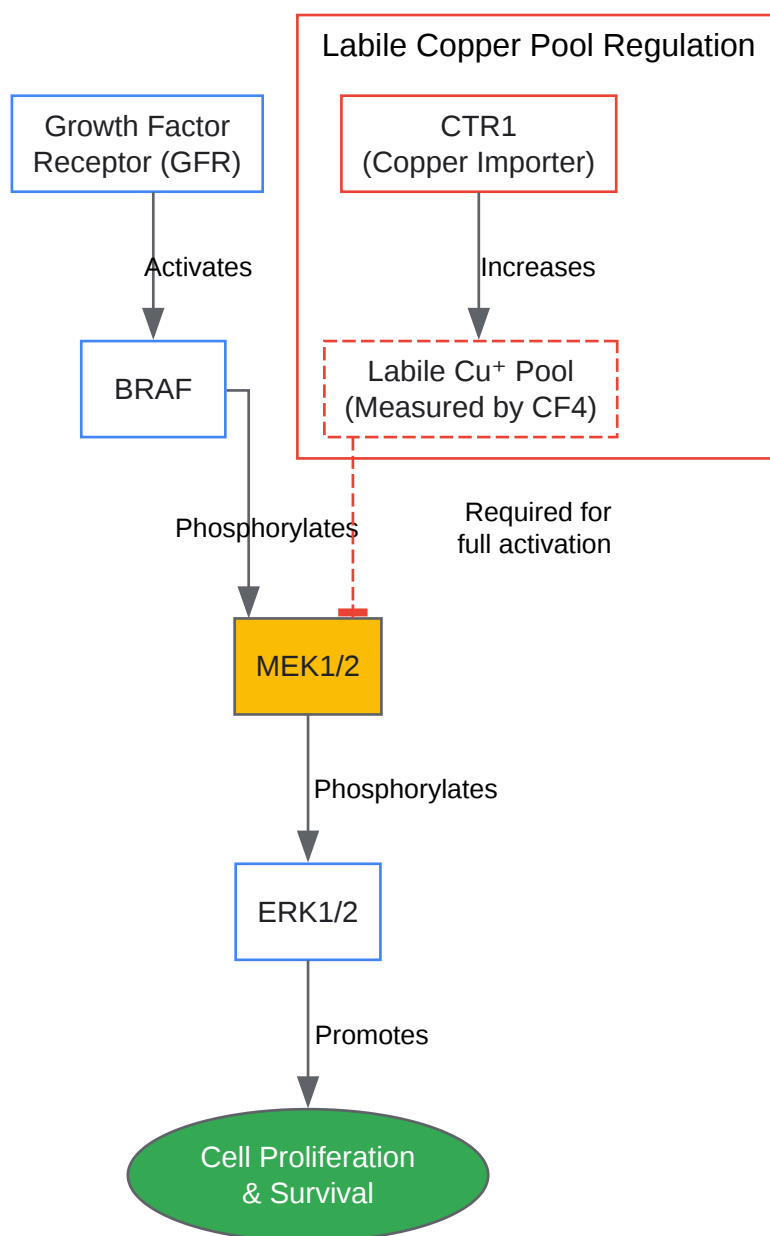 Labile Copper Pool Regulation
Growth Factor
Receptor (GFR)
CTR1
(Copper Importer)
Activates
Increases
BRAF
Labile Cu⁺ Pool
(Measured by CF4)
Phosphorylates
Required for
full activation
MEK1/2
Phosphorylates
ERK1/2
Promotes
Cell Proliferation
& Survival